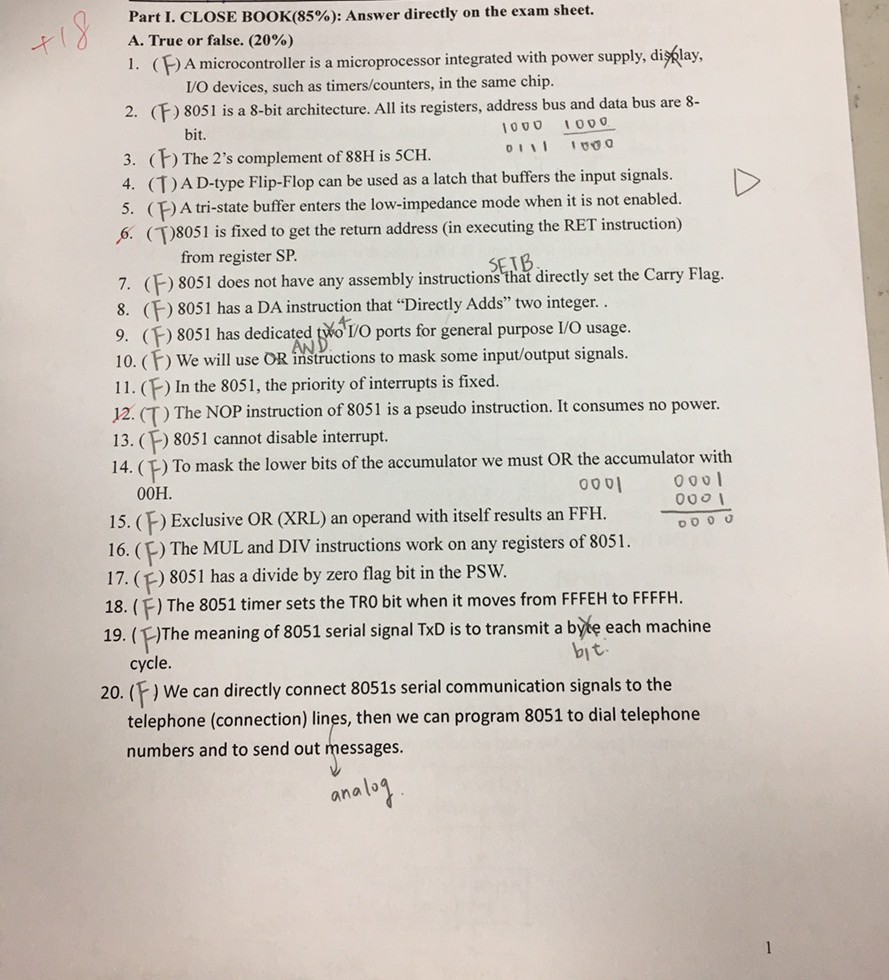 Part I. CLOSE BOOK(85%): Answer directly on the exam sheet.
+18
A. True or false. (20%)
1. (F) A microcontroller is a microprocessor integrated with power supply, display,
I/O devices, such as timers/counters, in the same chip.
2. (F) 8051 is a 8-bit architecture. All its registers, address bus and data bus are 8-
bit.
1000 1000
0111 1000
3. (F) The 2's complement of 88H is 5CH.
4. (T) A D-type Flip-Flop can be used as a latch that buffers the input signals.
5. (F) A tri-state buffer enters the low-impedance mode when it is not enabled.
6. (T)8051 is fixed to get the return address (in executing the RET instruction)
from register SP.
SETB
7. (F) 8051 does not have any assembly instructions that directly set the Carry Flag.
8. (F) 8051 has a DA instruction that “Directly Adds” two integer. .
4
9. (F) 8051 has dedicated two I/O ports for general purpose I/O usage.
AND
10. (F) We will use OR instructions to mask some input/output signals.
11. (F) In the 8051, the priority of interrupts is fixed.
12. (T) The NOP instruction of 8051 is a pseudo instruction. It consumes no power.
13. (F) 8051 cannot disable interrupt.
14. (F) To mask the lower bits of the accumulator we must OR the accumulator with
00H.
0001 0001
0001
0000
15. (F) Exclusive OR (XRL) an operand with itself results an FFH.
16. (F) The MUL and DIV instructions work on any registers of 8051.
17. (F) 8051 has a divide by zero flag bit in the PSW.
18. (F) The 8051 timer sets the TR0 bit when it moves from FFFEH to FFFFH.
19. (F)The meaning of 8051 serial signal TxD is to transmit a byte each machine
bit.
cycle.
20. (F) We can directly connect 8051s serial communication signals to the
telephone (connection) lines, then we can program 8051 to dial telephone
numbers and to send out messages.
analog.
1